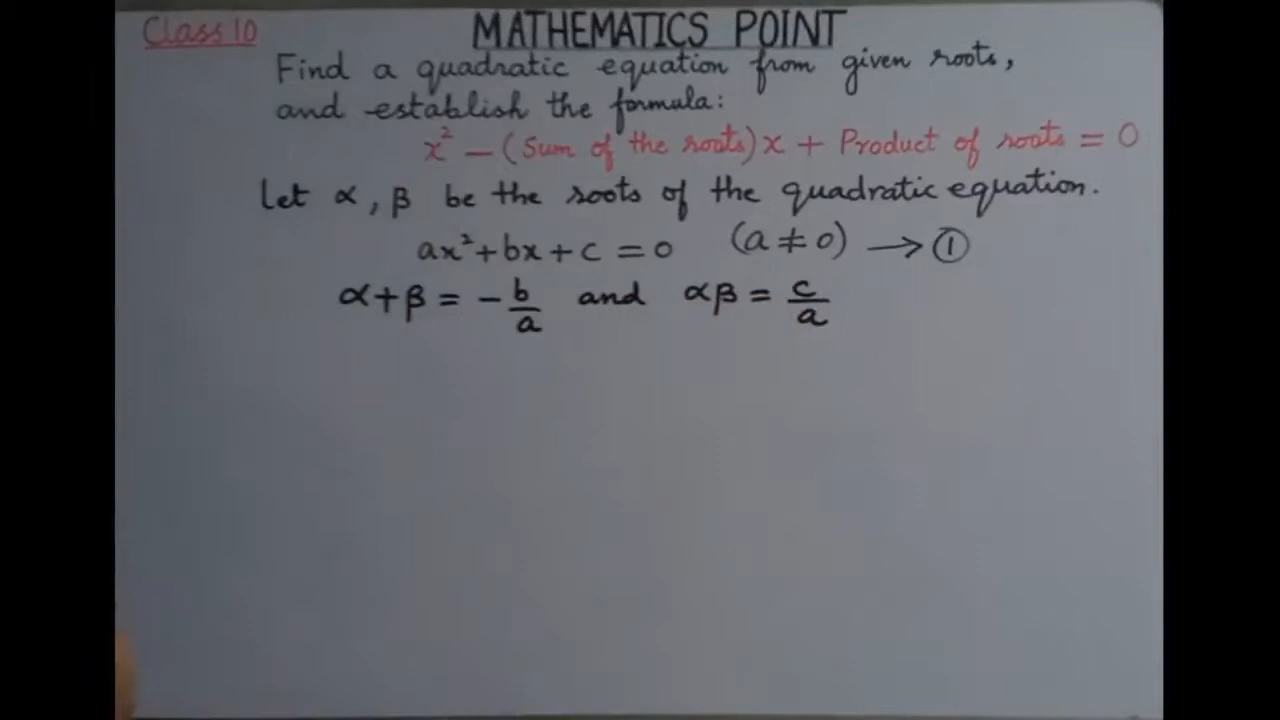 Class 10
MATHEMATICS POINT
Find a quadratic equation from given roots,
and establish the formula:
x² - (Sum of the roots)x + Product of roots = 0
Let α, β be the roots of the quadratic equation.
ax² + bx + c = 0 (a ≠ 0) → ①
α + β = - b/a and αβ = c/a